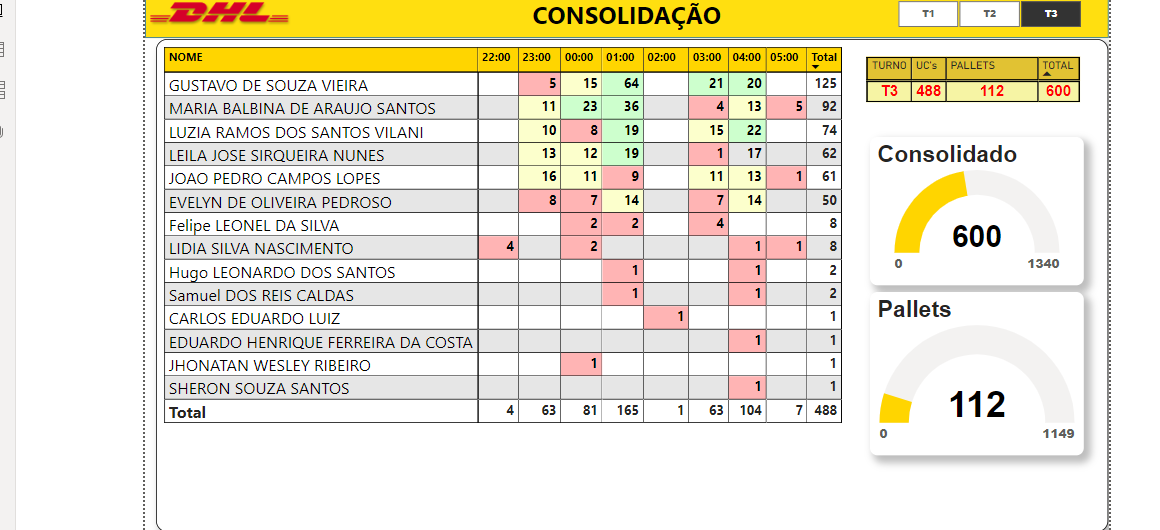 DHL
CONSOLIDAÇÃO
T1 T2 T3
NOME 22:00 23:00 00:00 01:00 02:00 03:00 04:00 05:00 Total
GUSTAVO DE SOUZA VIEIRA 5 15 64 21 20 125
MARIA BALBINA DE ARAUJO SANTOS 11 23 36 4 13 5 92
LUZIA RAMOS DOS SANTOS VILANI 10 8 19 15 22 74
LEILA JOSE SIRQUEIRA NUNES 13 12 19 1 17 62
JOAO PEDRO CAMPOS LOPES 16 11 9 11 13 1 61
EVELYN DE OLIVEIRA PEDROSO 8 7 14 7 14 50
Felipe LEONEL DA SILVA 2 2 4 8
LIDIA SILVA NASCIMENTO 4 2 1 1 8
Hugo LEONARDO DOS SANTOS 1 1 2
Samuel DOS REIS CALDAS 1 1 2
CARLOS EDUARDO LUIZ 1 1
EDUARDO HENRIQUE FERREIRA DA COSTA 1 1
JHONATAN WESLEY RIBEIRO 1 1
SHERON SOUZA SANTOS 1 1
Total 4 63 81 165 1 63 104 7 488
TURNO UC's PALLETS TOTAL
T3 488 112 600
Consolidado
600
0 1340
Pallets
112
0 1149